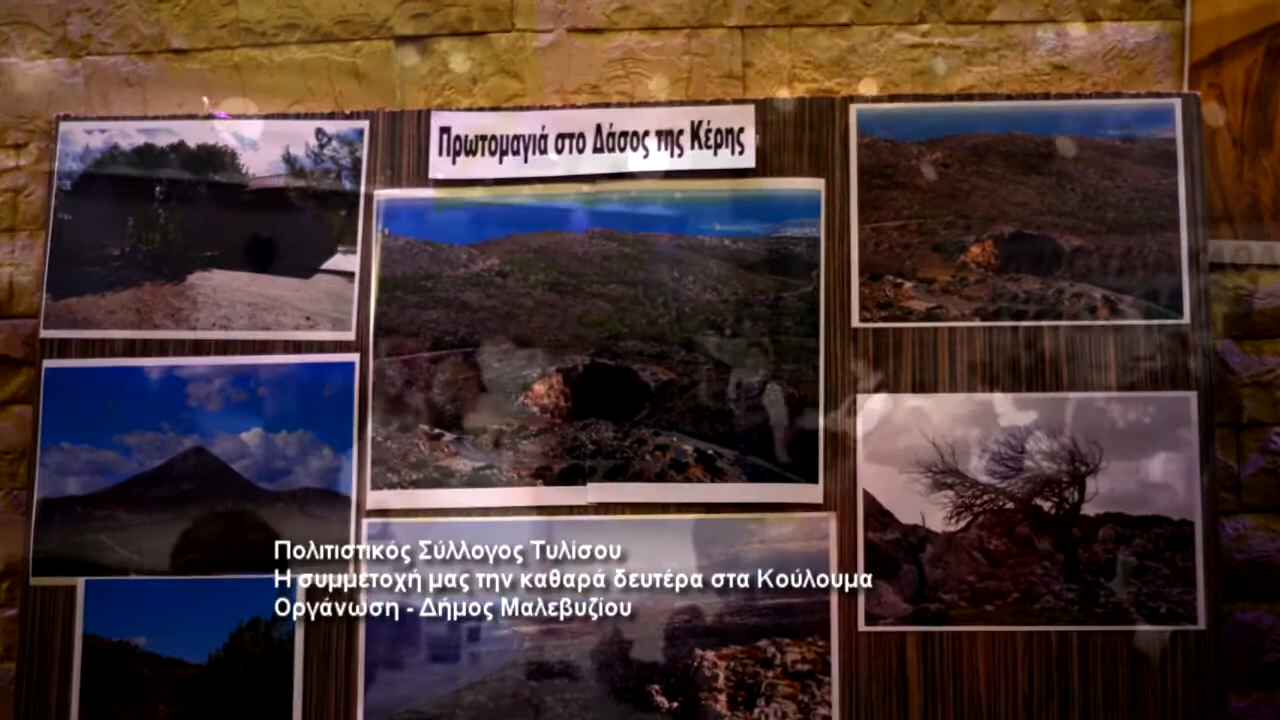 Πρωτομαγιά στο Δάσος της Κέρης
Πολιτιστικός Σύλλογος Τυλίσου
Η συμμετοχή μας την καθαρά δευτέρα στα Κούλουμα
Οργάνωση - Δήμος Μαλεβυζίου